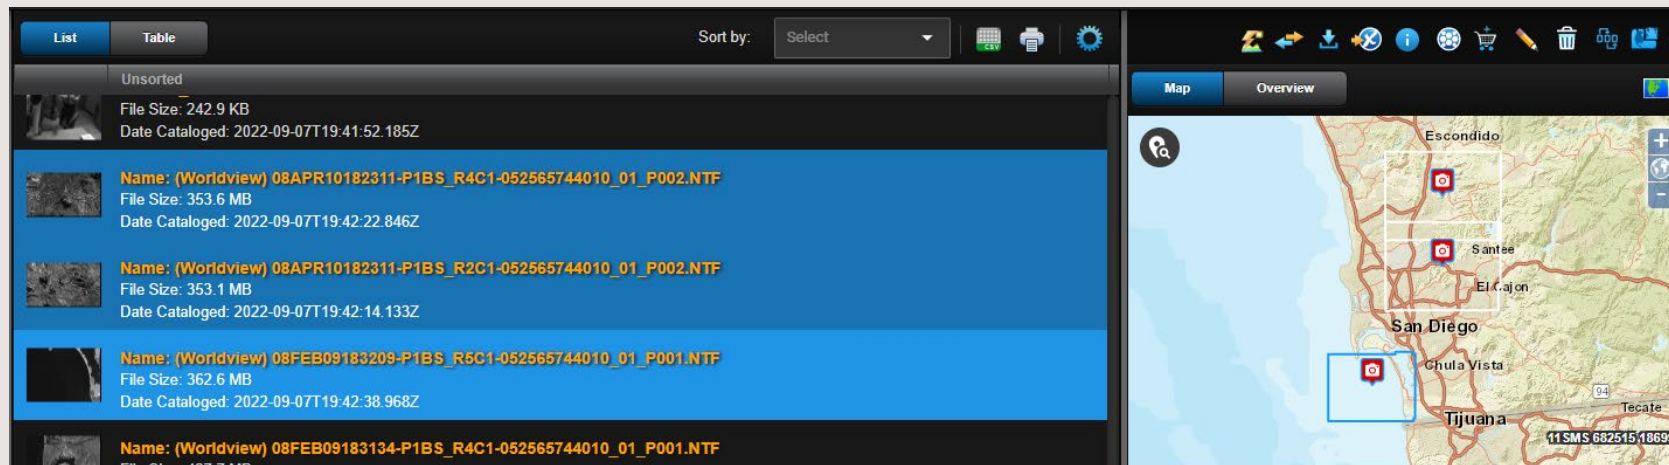 List
Table
Sort by:
Select
CSV
Unsorted
File Size: 242.9 KB
Date Cataloged: 2022-09-07T19:41:52.185Z
Name: (Worldview) 08APR10182311-P1BS_R4C1-052565744010_01_P002.NTF
File Size: 353.6 MB
Date Cataloged: 2022-09-07T19:42:22.846Z
Name: (Worldview) 08APR10182311-P1BS_R2C1-052565744010_01_P002.NTF
File Size: 353.1 MB
Date Cataloged: 2022-09-07T19:42:14.133Z
Name: (Worldview) 08FEB09183209-P1BS_R5C1-052565744010_01_P001.NTF
File Size: 362.6 MB
Date Cataloged: 2022-09-07T19:42:38.968Z
Name: (Worldview) 08FEB09183134-P1BS_R4C1-052565744010_01_P001.NTF
Map
Overview
Escondido
Santee
El Cajon
San Diego
Chula Vista
94
Tecate
Tijuana
11SMS 682515 1869